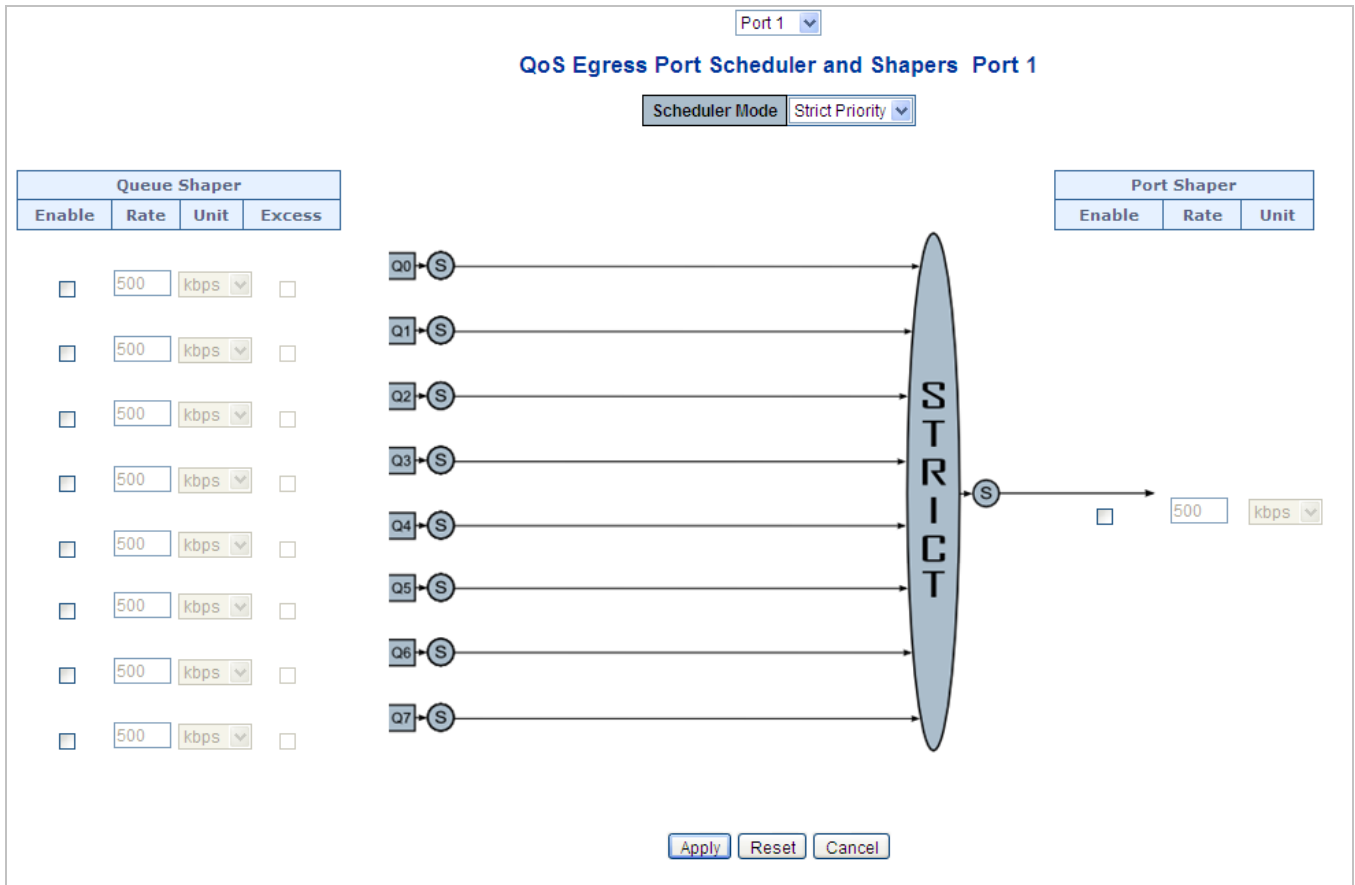 Port 1
QoS Egress Port Scheduler and Shapers Port 1
Scheduler Mode Strict Priority
Queue Shaper
Enable Rate Unit Excess
Port Shaper
Enable Rate Unit
500 kbps
Q0 S
500 kbps
Q1 S
500 kbps
Q2 S
500 kbps
Q3 S
500 kbps
Q4 S
500 kbps
Q5 S
500 kbps
Q6 S
500 kbps
Q7 S
STRICT
S
500 kbps
Apply Reset Cancel